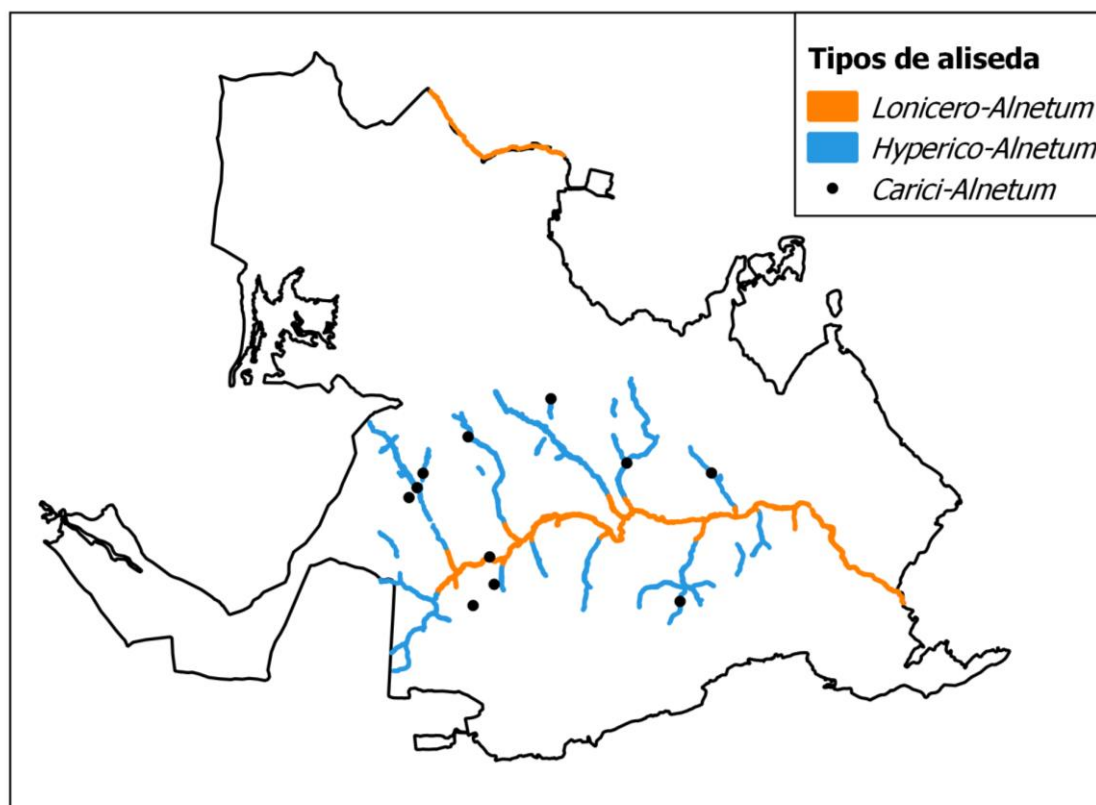 Tipos de aliseda
Lonicero-Alnetum
Hyperico-Alnetum
Carici-Alnetum